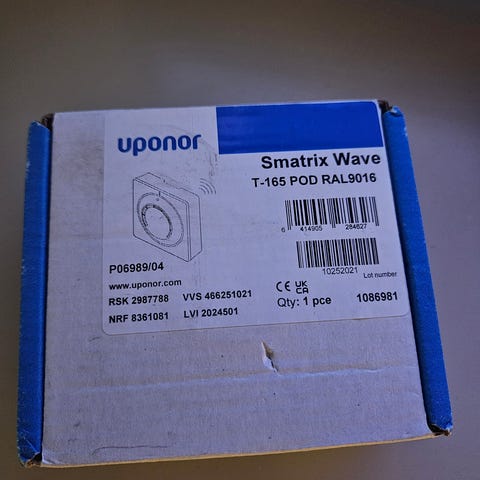 uponor
Smatrix Wave
T-165 POD RAL9016
6 414905 284627
P06989/04
10252021
www.uponor.com
CE UK CA
Lot number
RSK 2987788 VVS 466251021
Qty: 1 pce 1086981
NRF 8361081 LVI 2024501